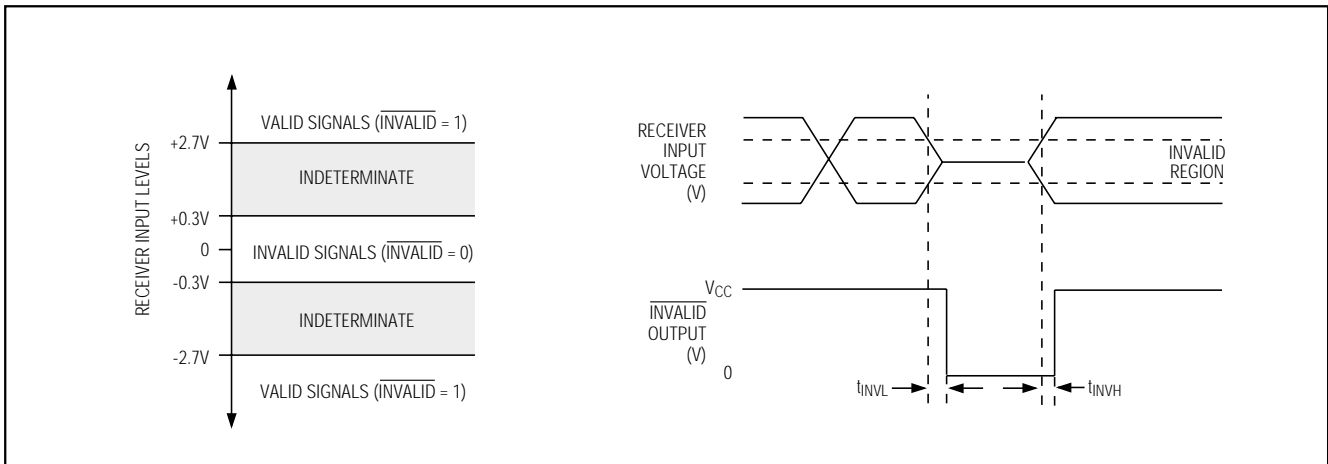 RECEIVER INPUT LEVELS
VALID SIGNALS (INVALID = 1)
+2.7V
INDETERMINATE
+0.3V
0
INVALID SIGNALS (INVALID = 0)
-0.3V
INDETERMINATE
-2.7V
VALID SIGNALS (INVALID = 1)
RECEIVER
INPUT
VOLTAGE
(V)
INVALID
REGION
VCC
INVALID
OUTPUT
(V)
0
tINVL
tINVH